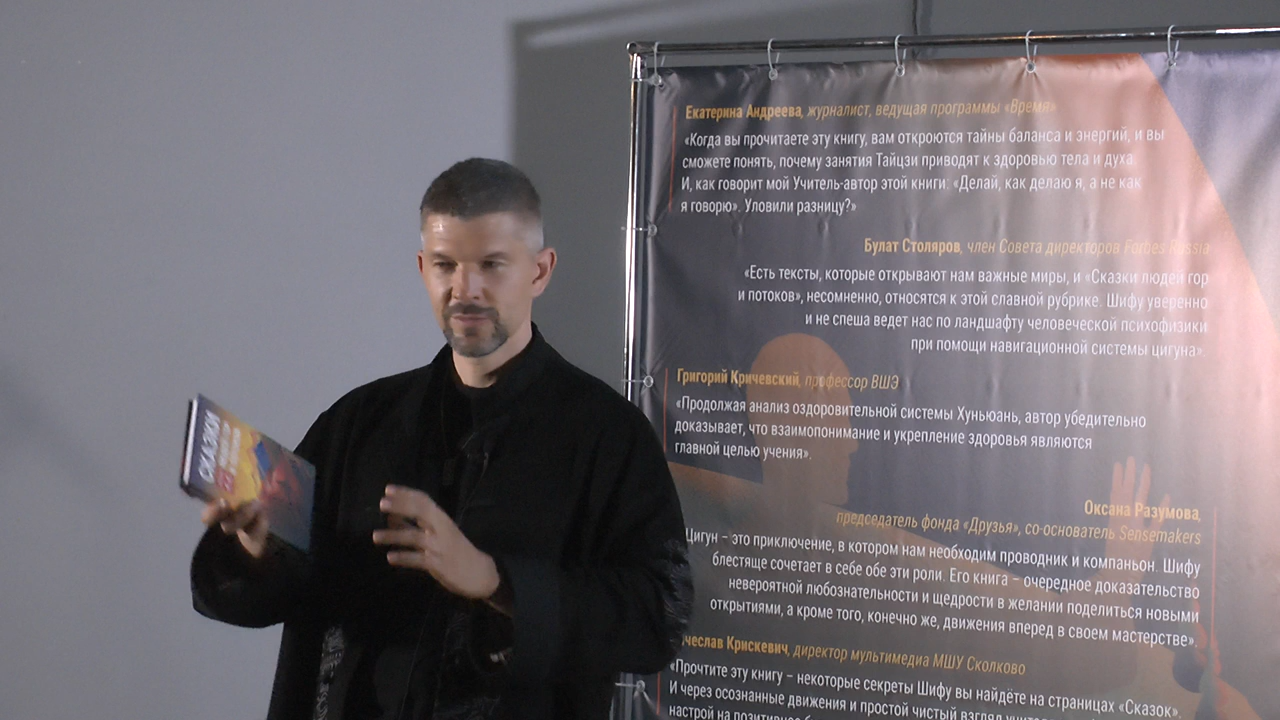 СКАЗКИ
Екатерина Андреева, журналист, ведущая программы «Время»
«Когда вы прочитаете эту книгу, вам откроются тайны баланса и энергий, и вы
сможете понять, почему занятия Тайцзи приводят к здоровью тела и духа.
И, как говорит мой Учитель-автор этой книги: «Делай, как делаю я, а не как
я говорю». Уловили разницу?»
Булат Столяров, член Совета директоров Forbes Russia
«Есть тексты, которые открывают нам важные миры, и «Сказки людей гор
и потоков», несомненно, относятся к этой славной рубрике. Шифу уверенно
и не спеша ведет нас по ландшафту человеческой психофизики
при помощи навигационной системы цигуна».
Григорий Кричевский, профессор ВШЭ
«Продолжая анализ оздоровительной системы Хуньюань, автор убедительно
доказывает, что взаимопонимание и укрепление здоровья являются
главной целью учения».
Оксана Разумова,
председатель фонда «Друзья», со-основатель Sensemakers
Цигун – это приключение, в котором нам необходим проводник и компаньон. Шифу
блестяще сочетает в себе обе эти роли. Его книга – очередное доказательство
невероятной любознательности и щедрости в желании поделиться новыми
открытиями, а кроме того, конечно же, движения вперед в своем мастерстве».
чеслав Крискевич, директор мультимедиа МШУ Сколково
«Прочтите эту книгу – некоторые секреты Шифу вы найдёте на страницах «Сказок».
И через осознанные движения и простой чистый взгляд
настрой на позитивное